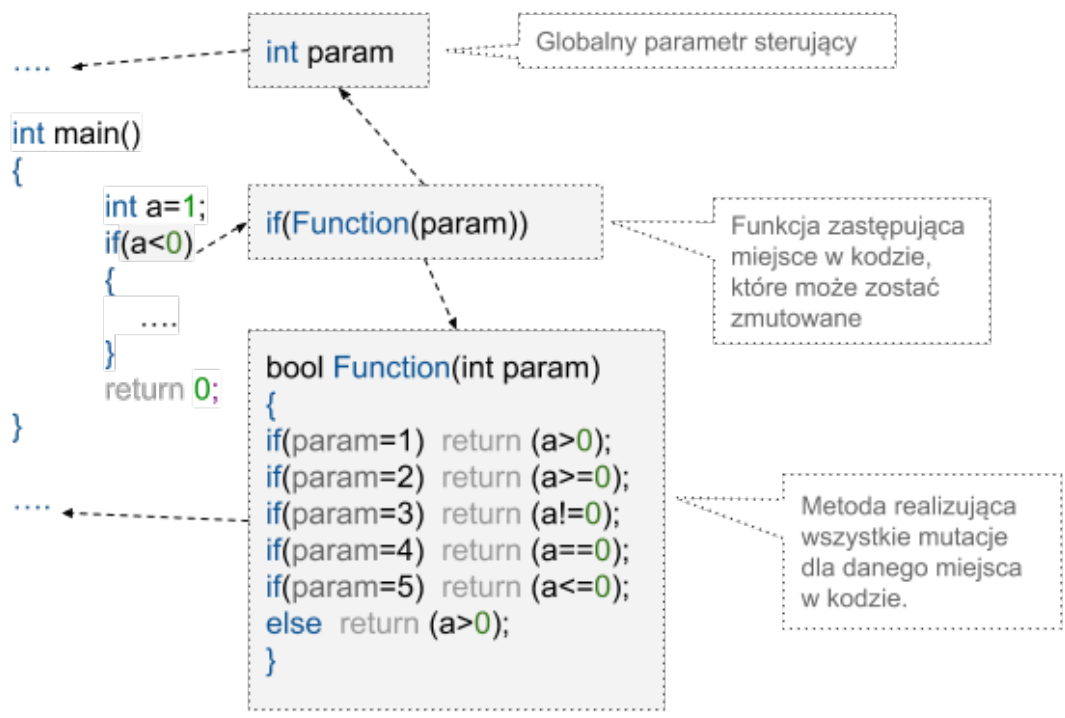 int param
Globalny parametr sterujący
....
int main()
{
int a=1;
if(a<0)
{
....
}
return 0;
}
....
if(Function(param))
Funkcja zastępująca
miejsce w kodzie,
które może zostać
zmutowane
bool Function(int param)
{
if(param=1) return (a>0);
if(param=2) return (a>=0);
if(param=3) return (a!=0);
if(param=4) return (a==0);
if(param=5) return (a<=0);
else return (a>0);
}
Metoda realizująca
wszystkie mutacje
dla danego miejsca
w kodzie.